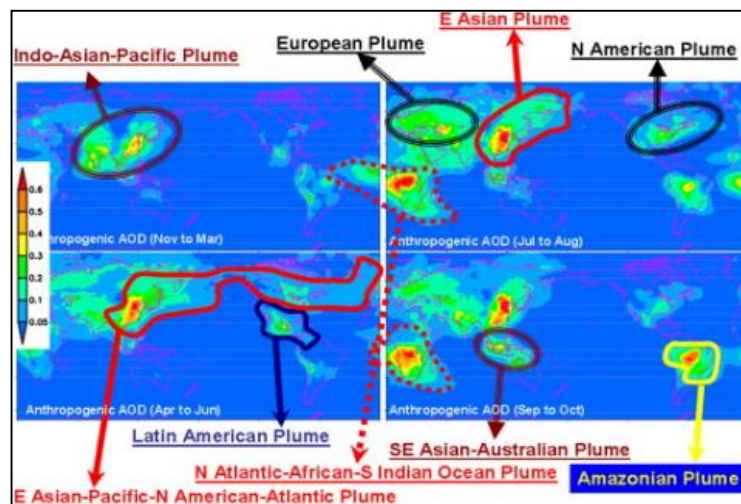 E Asian Plume
European Plume
N American Plume
Indo-Asian-Pacific Plume
0.6
0.5
0.4
0.3
0.2
0.1
0.05
nthropogenic AOD (Nov to Mar)
Anthropogenic AOD (Jul to Aug)
Anthropogenic AOD (Apr to Jun)
Anthropogenic AOD (Sep to Oct)
Latin American Plume
SE Asian-Australian Plume
N Atlantic-African-S Indian Ocean Plume
Amazonian Plume
E Asian-Pacific-N American-Atlantic Plume